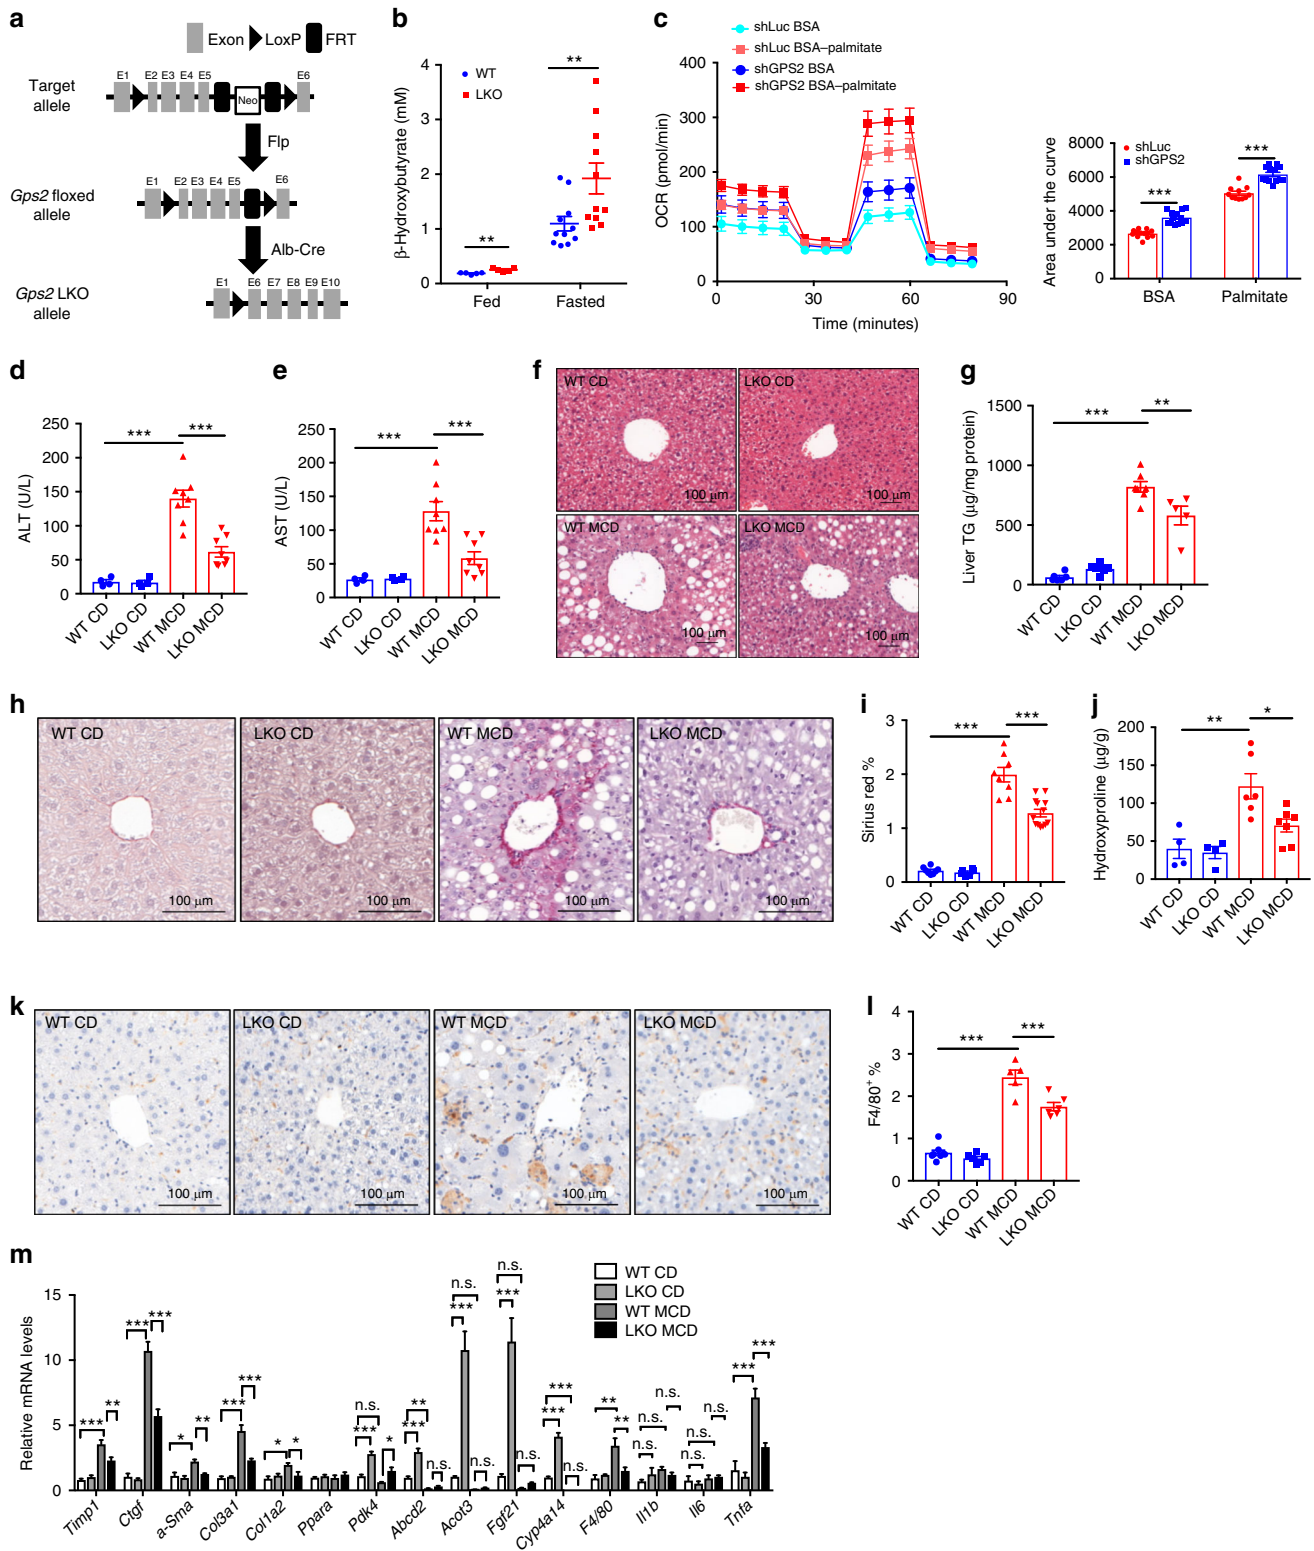 a
Exon LoxP FRT
Target allele
E1 E2 E3 E4 E5 Neo E6
Flp
Gps2 floxed allele
E1 E2 E3 E4 E5 E6
Alb-Cre
Gps2 LKO allele
E1 E6 E7 E8 E9 E10
b
β-Hydroxybutyrate (mM)
4
3
2
1
0
WT
LKO
** **
Fed Fasted
c
shLuc BSA
shLuc BSA–palmitate
shGPS2 BSA
shGPS2 BSA–palmitate
OCR (pmol/min)
400
300
200
100
0
0 30 60 90
Time (minutes)
Area under the curve
8000
6000
4000
2000
0
shLuc
shGPS2
*** ***
BSA Palmitate
d
ALT (U/L)
250
200
150
100
50
0
*** ***
WT CD LKO CD WT MCD LKO MCD
e
AST (U/L)
250
200
150
100
50
0
*** ***
WT CD LKO CD WT MCD LKO MCD
f
WT CD LKO CD
100 μm 100 μm
WT MCD LKO MCD
100 μm 100 μm
g
Liver TG (μg/mg protein)
1500
1000
500
0
*** **
WT CD LKO CD WT MCD LKO MCD
h
WT CD LKO CD WT MCD LKO MCD
100 μm 100 μm 100 μm 100 μm
i
Sirius red %
3
2
1
0
*** ***
WT CD LKO CD WT MCD LKO MCD
j
Hydroxyproline (μg/g)
200
150
100
50
0
** *
WT CD LKO CD WT MCD LKO MCD
k
WT CD LKO CD WT MCD LKO MCD
100 μm 100 μm 100 μm 100 μm
l
F4/80+ %
4
3
2
1
0
*** ***
WT CD LKO CD WT MCD LKO MCD
m
Relative mRNA levels
15
10
5
0
WT CD
LKO CD
WT MCD
LKO MCD
*** ** *** *** * ** *** *** * * n.s. *** * ** *** n.s. n.s. *** n.s. n.s. *** n.s. *** *** n.s. ** ** n.s. n.s. n.s. n.s. n.s. n.s. *** ***
Timp1 Ctgf a-Sma Col3a1 Col1a2 Ppara Pdk4 Abcd2 Acot3 Fgf21 Cyp4a14 F4/80 Il1b Il6 Tnfa